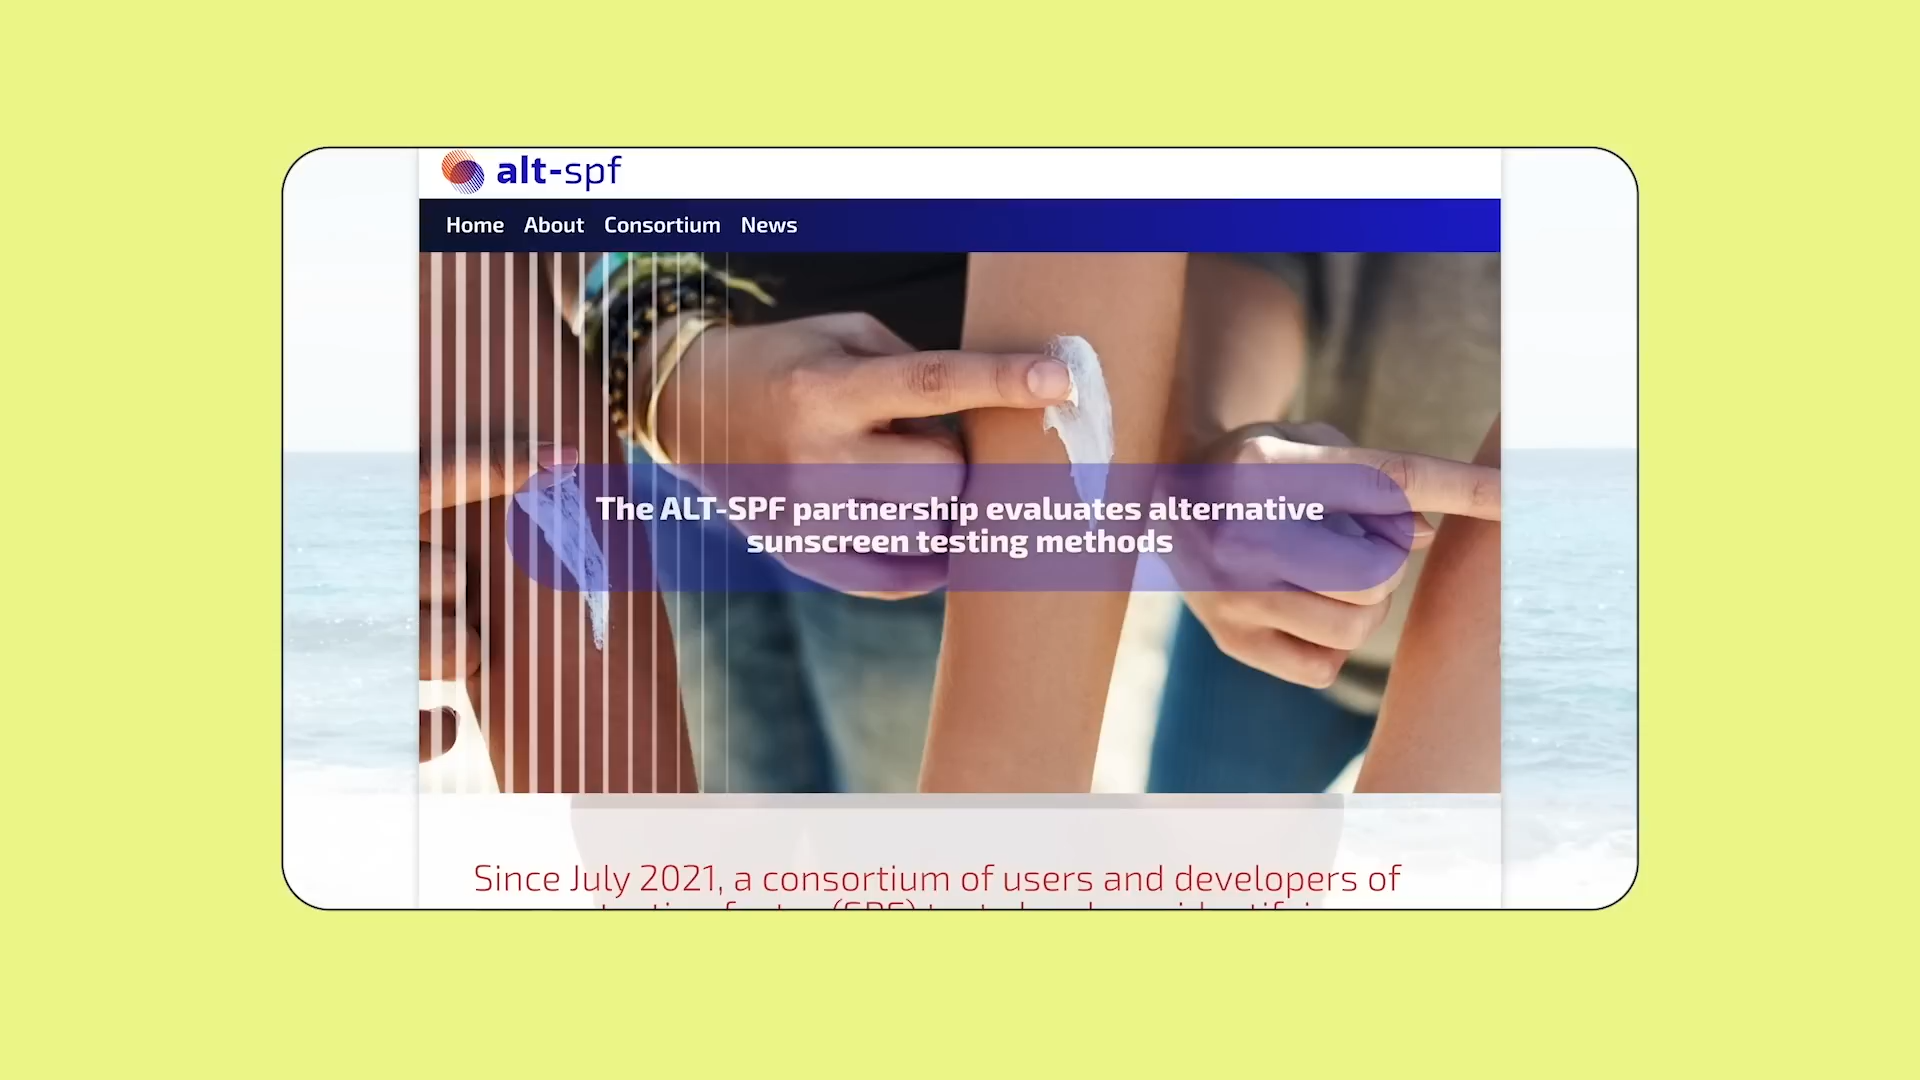 alt-spf
Home About Consortium News
The ALT-SPF partnership evaluates alternative
sunscreen testing methods
Since July 2021, a consortium of users and developers of